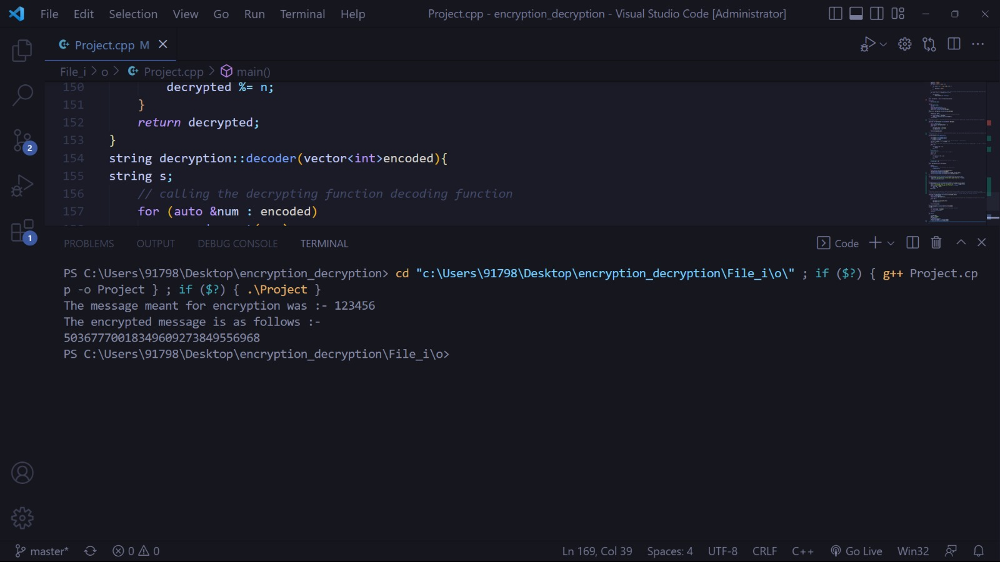 File Edit Selection View Go Run Terminal Help Project.cpp - encryption_decryption - Visual Studio Code [Administrator]
Project.cpp M
File_i > o > Project.cpp > main()
150 decrypted %= n;
151 }
152 return decrypted;
153 }
154 string decryption::decoder(vector<int>encoded){
155 string s;
156 // calling the decrypting function decoding function
157 for (auto &num : encoded)
2
1
PROBLEMS OUTPUT DEBUG CONSOLE TERMINAL Code
PS C:\Users\91798\Desktop\encryption_decryption> cd "c:\Users\91798\Desktop\encryption_decryption\File_i\o\" ; if ($?) { g++ Project.cp
p -o Project } ; if ($?) { .\Project }
The message meant for encryption was :- 123456
The encrypted message is as follows :-
50367770018349609273849556968
PS C:\Users\91798\Desktop\encryption_decryption\File_i\o>
master* 0 0 Ln 169, Col 39 Spaces: 4 UTF-8 CRLF C++ Go Live Win32